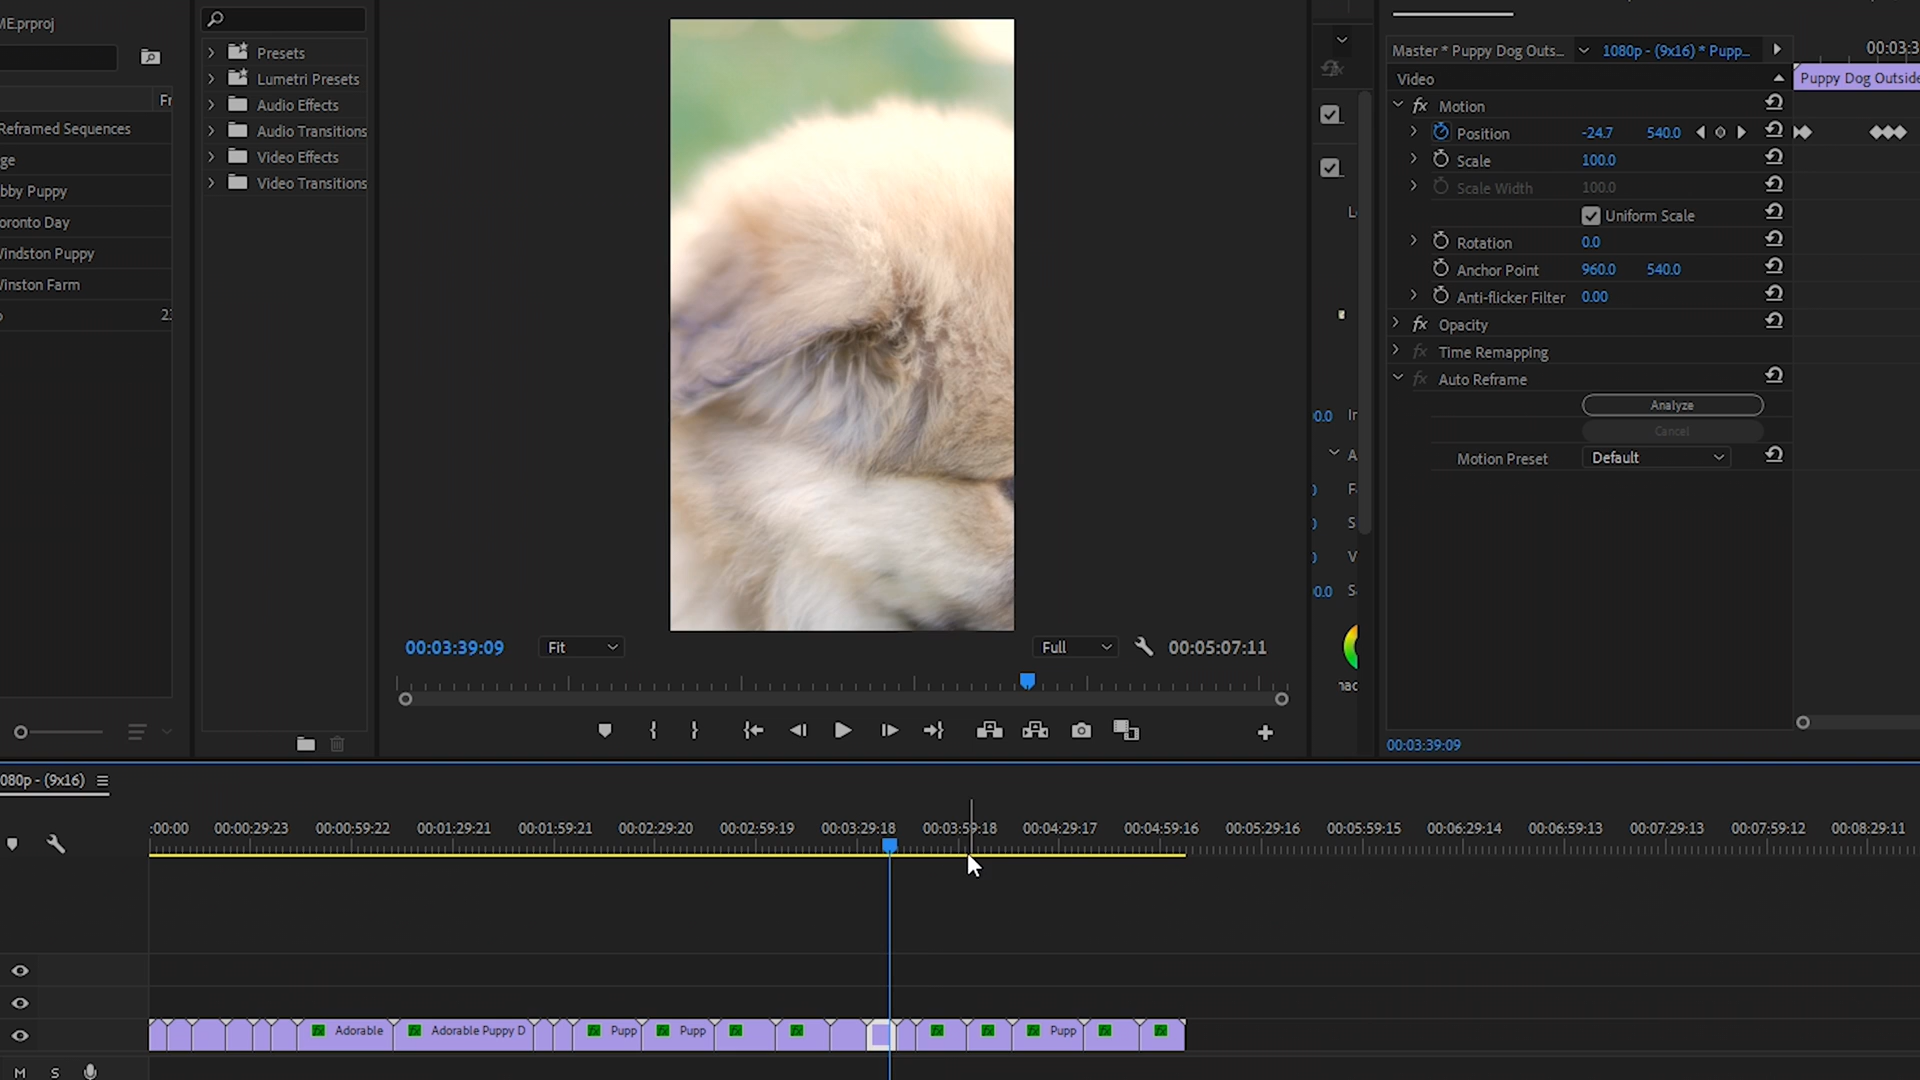 ME.prproj
Fr
Reframed Sequences
ge
bby Puppy
oronto Day
Vindston Puppy
Vinston Farm
Presets
Lumetri Presets
Audio Effects
Audio Transitions
Video Effects
Video Transitions
00:03:39:09
Fit
Full
00:05:07:11
Master * Puppy Dog Outs...
1080p - (9x16) * Pupp...
00:03:3
Video
Puppy Dog Outside
fx Motion
Position -24.7 540.0
Scale 100.0
Scale Width 100.0
Uniform Scale
Rotation 0.0
Anchor Point 960.0 540.0
Anti-flicker Filter 0.00
fx Opacity
fx Time Remapping
fx Auto Reframe
Analyze
Cancel
Motion Preset Default
00:03:39:09
080p - (9x16)
:00:00 00:00:29:23 00:00:59:22 00:01:29:21 00:01:59:21 00:02:29:20 00:02:59:19 00:03:29:18 00:03:59:18 00:04:29:17 00:04:59:16 00:05:29:16 00:05:59:15 00:06:29:14 00:06:59:13 00:07:29:13 00:07:59:12 00:08:29:11
Adorable
Adorable Puppy D
Pupp
Pupp
Pupp
M S